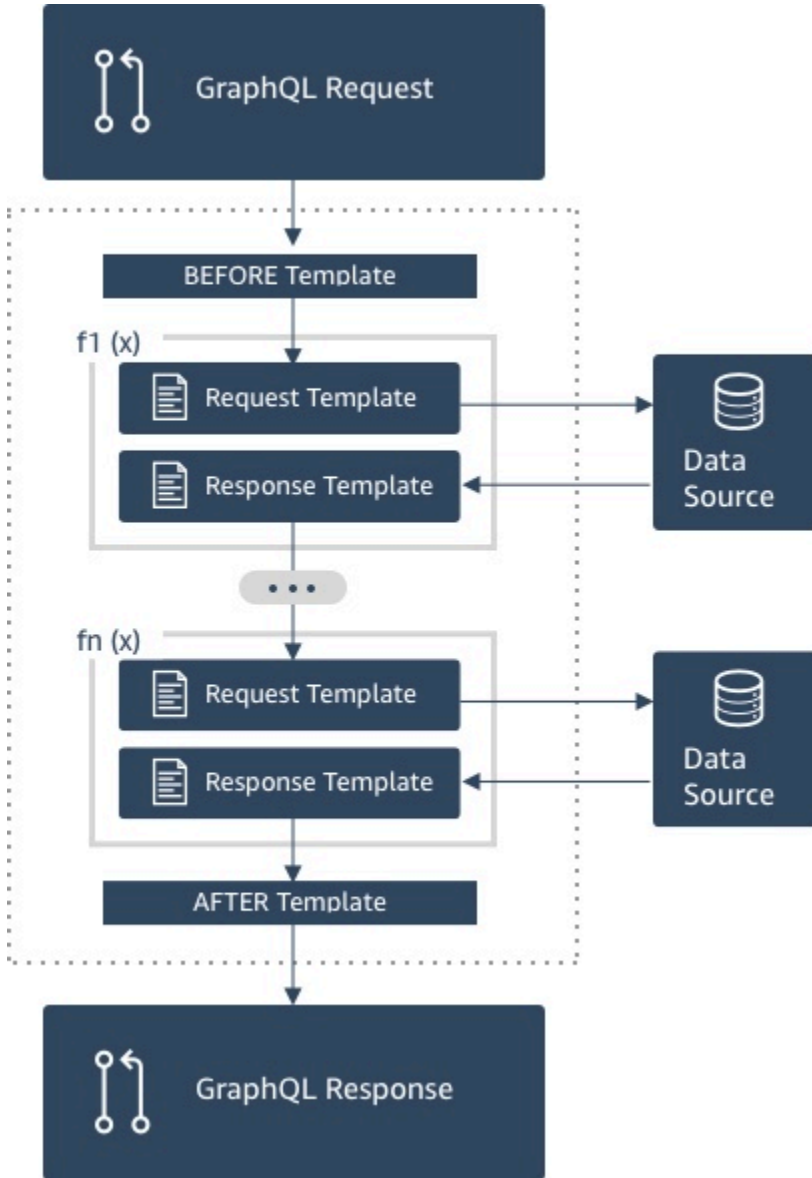 GraphQL Request
BEFORE Template
f1 (x)
Request Template
Response Template
Data
Source
fn (x)
Request Template
Response Template
Data
Source
AFTER Template
GraphQL Response